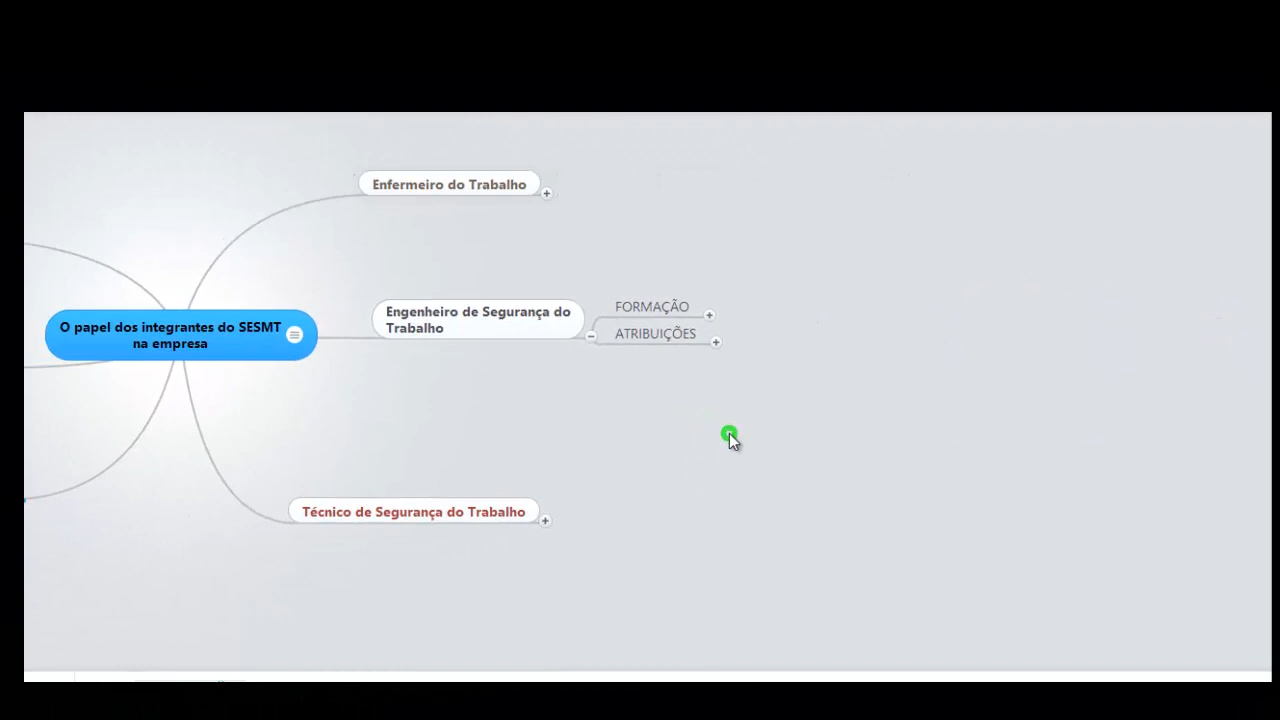 Enfermeiro do Trabalho
Engenheiro de Segurança do
Trabalho
FORMAÇÃO
ATRIBUIÇÕES
O papel dos integrantes do SESMT
na empresa
Técnico de Segurança do Trabalho